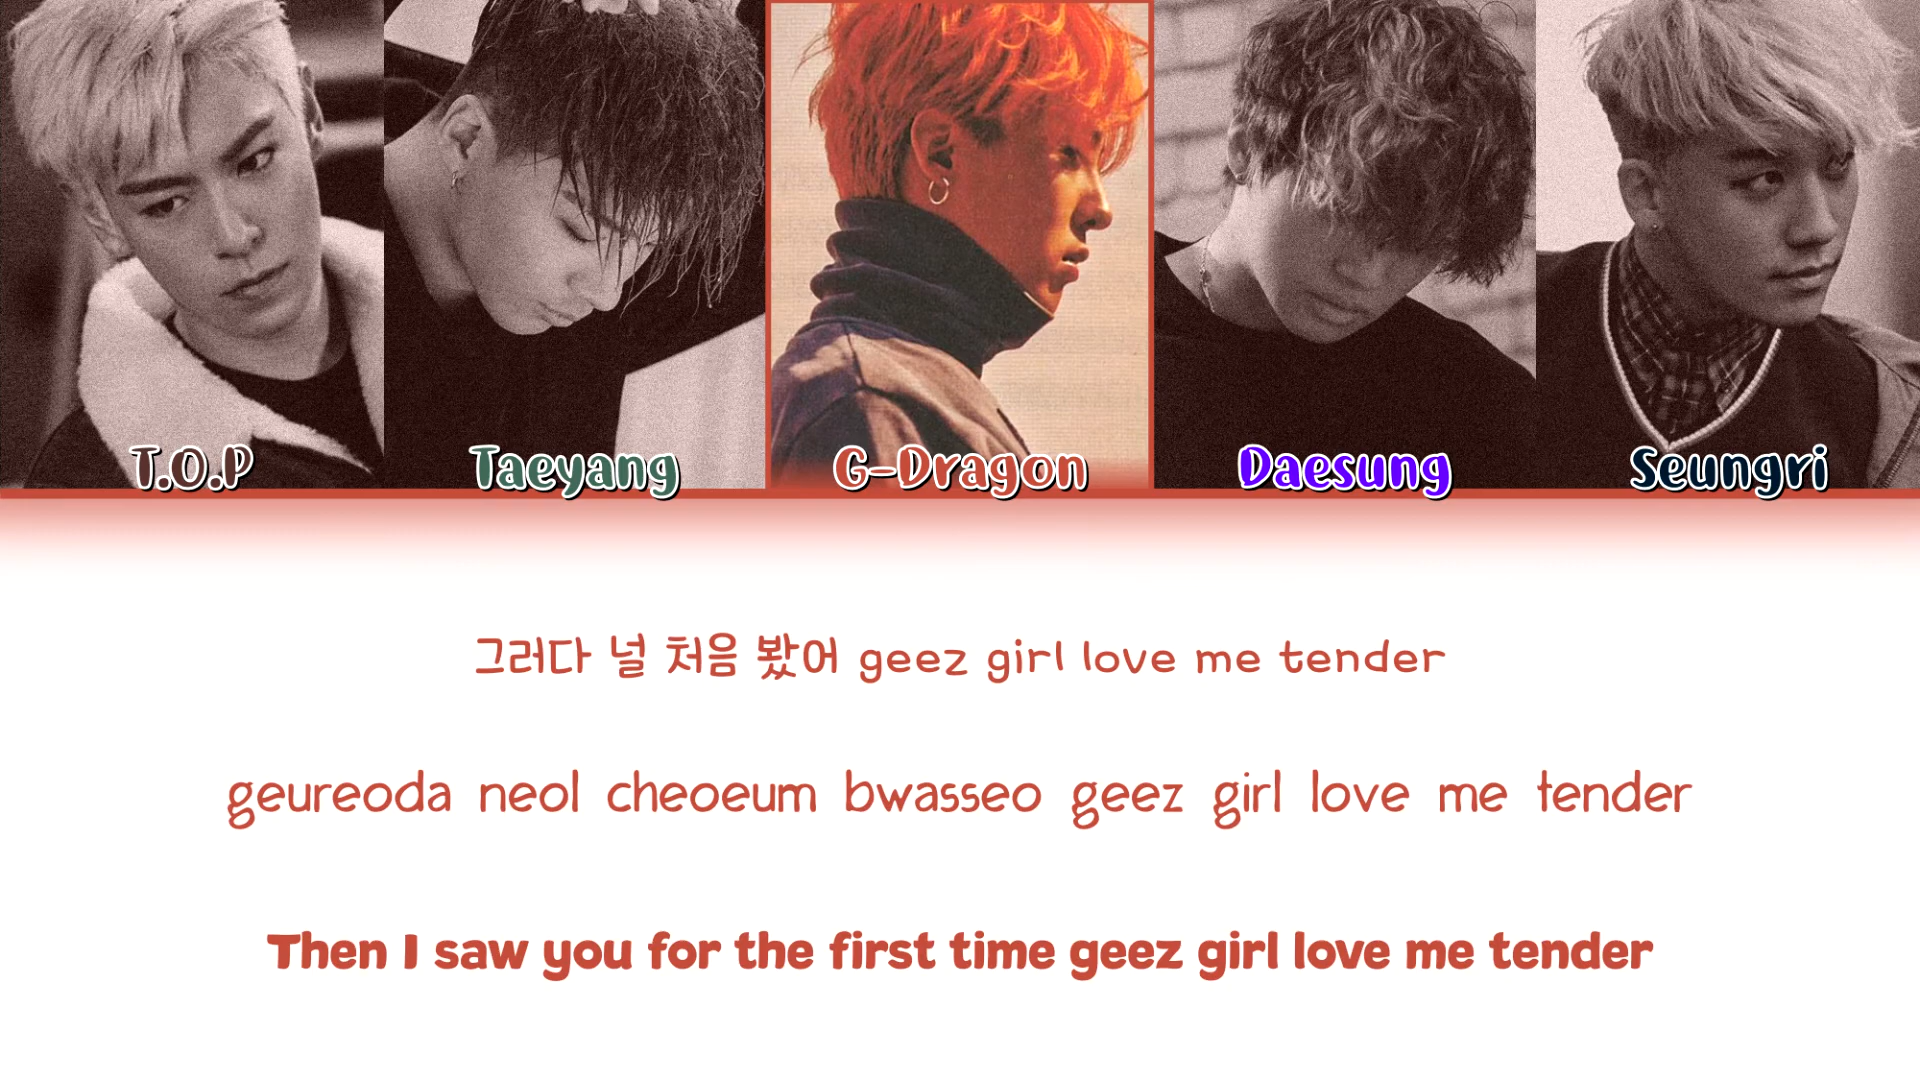 T.O.P Taeyang G-Dragon Daesung Seungri
그러다 널 처음 봤어 geez girl love me tender
geureoda neol cheoeum bwasseo geez girl love me tender
Then I saw you for the first time geez girl love me tender